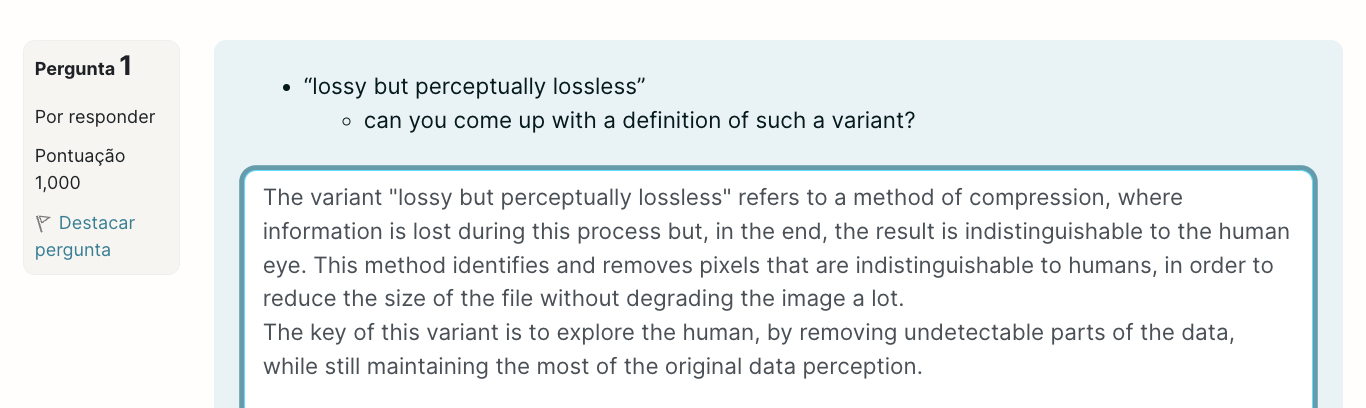 Pergunta 1
Por responder
Pontuação
1,000
Destacar
pergunta
“lossy but perceptually lossless”
can you come up with a definition of such a variant?
The variant "lossy but perceptually lossless" refers to a method of compression, where
information is lost during this process but, in the end, the result is indistinguishable to the human
eye. This method identifies and removes pixels that are indistinguishable to humans, in order to
reduce the size of the file without degrading the image a lot.
The key of this variant is to explore the human, by removing undetectable parts of the data,
while still maintaining the most of the original data perception.